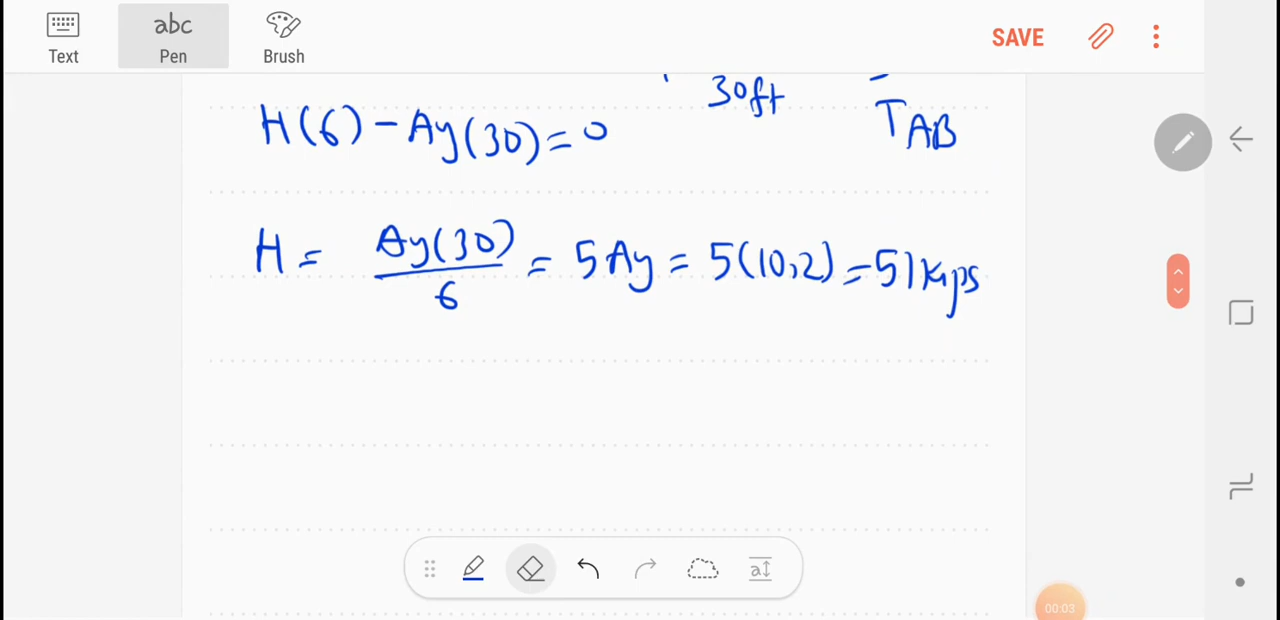 Text
abc
Pen
Brush
SAVE
30ft
H(6) - Ay(30) = 0
TAB
H = Ay(30)/6 = 5Ay = 5(10,2) = 51 Kips
aI
00:03